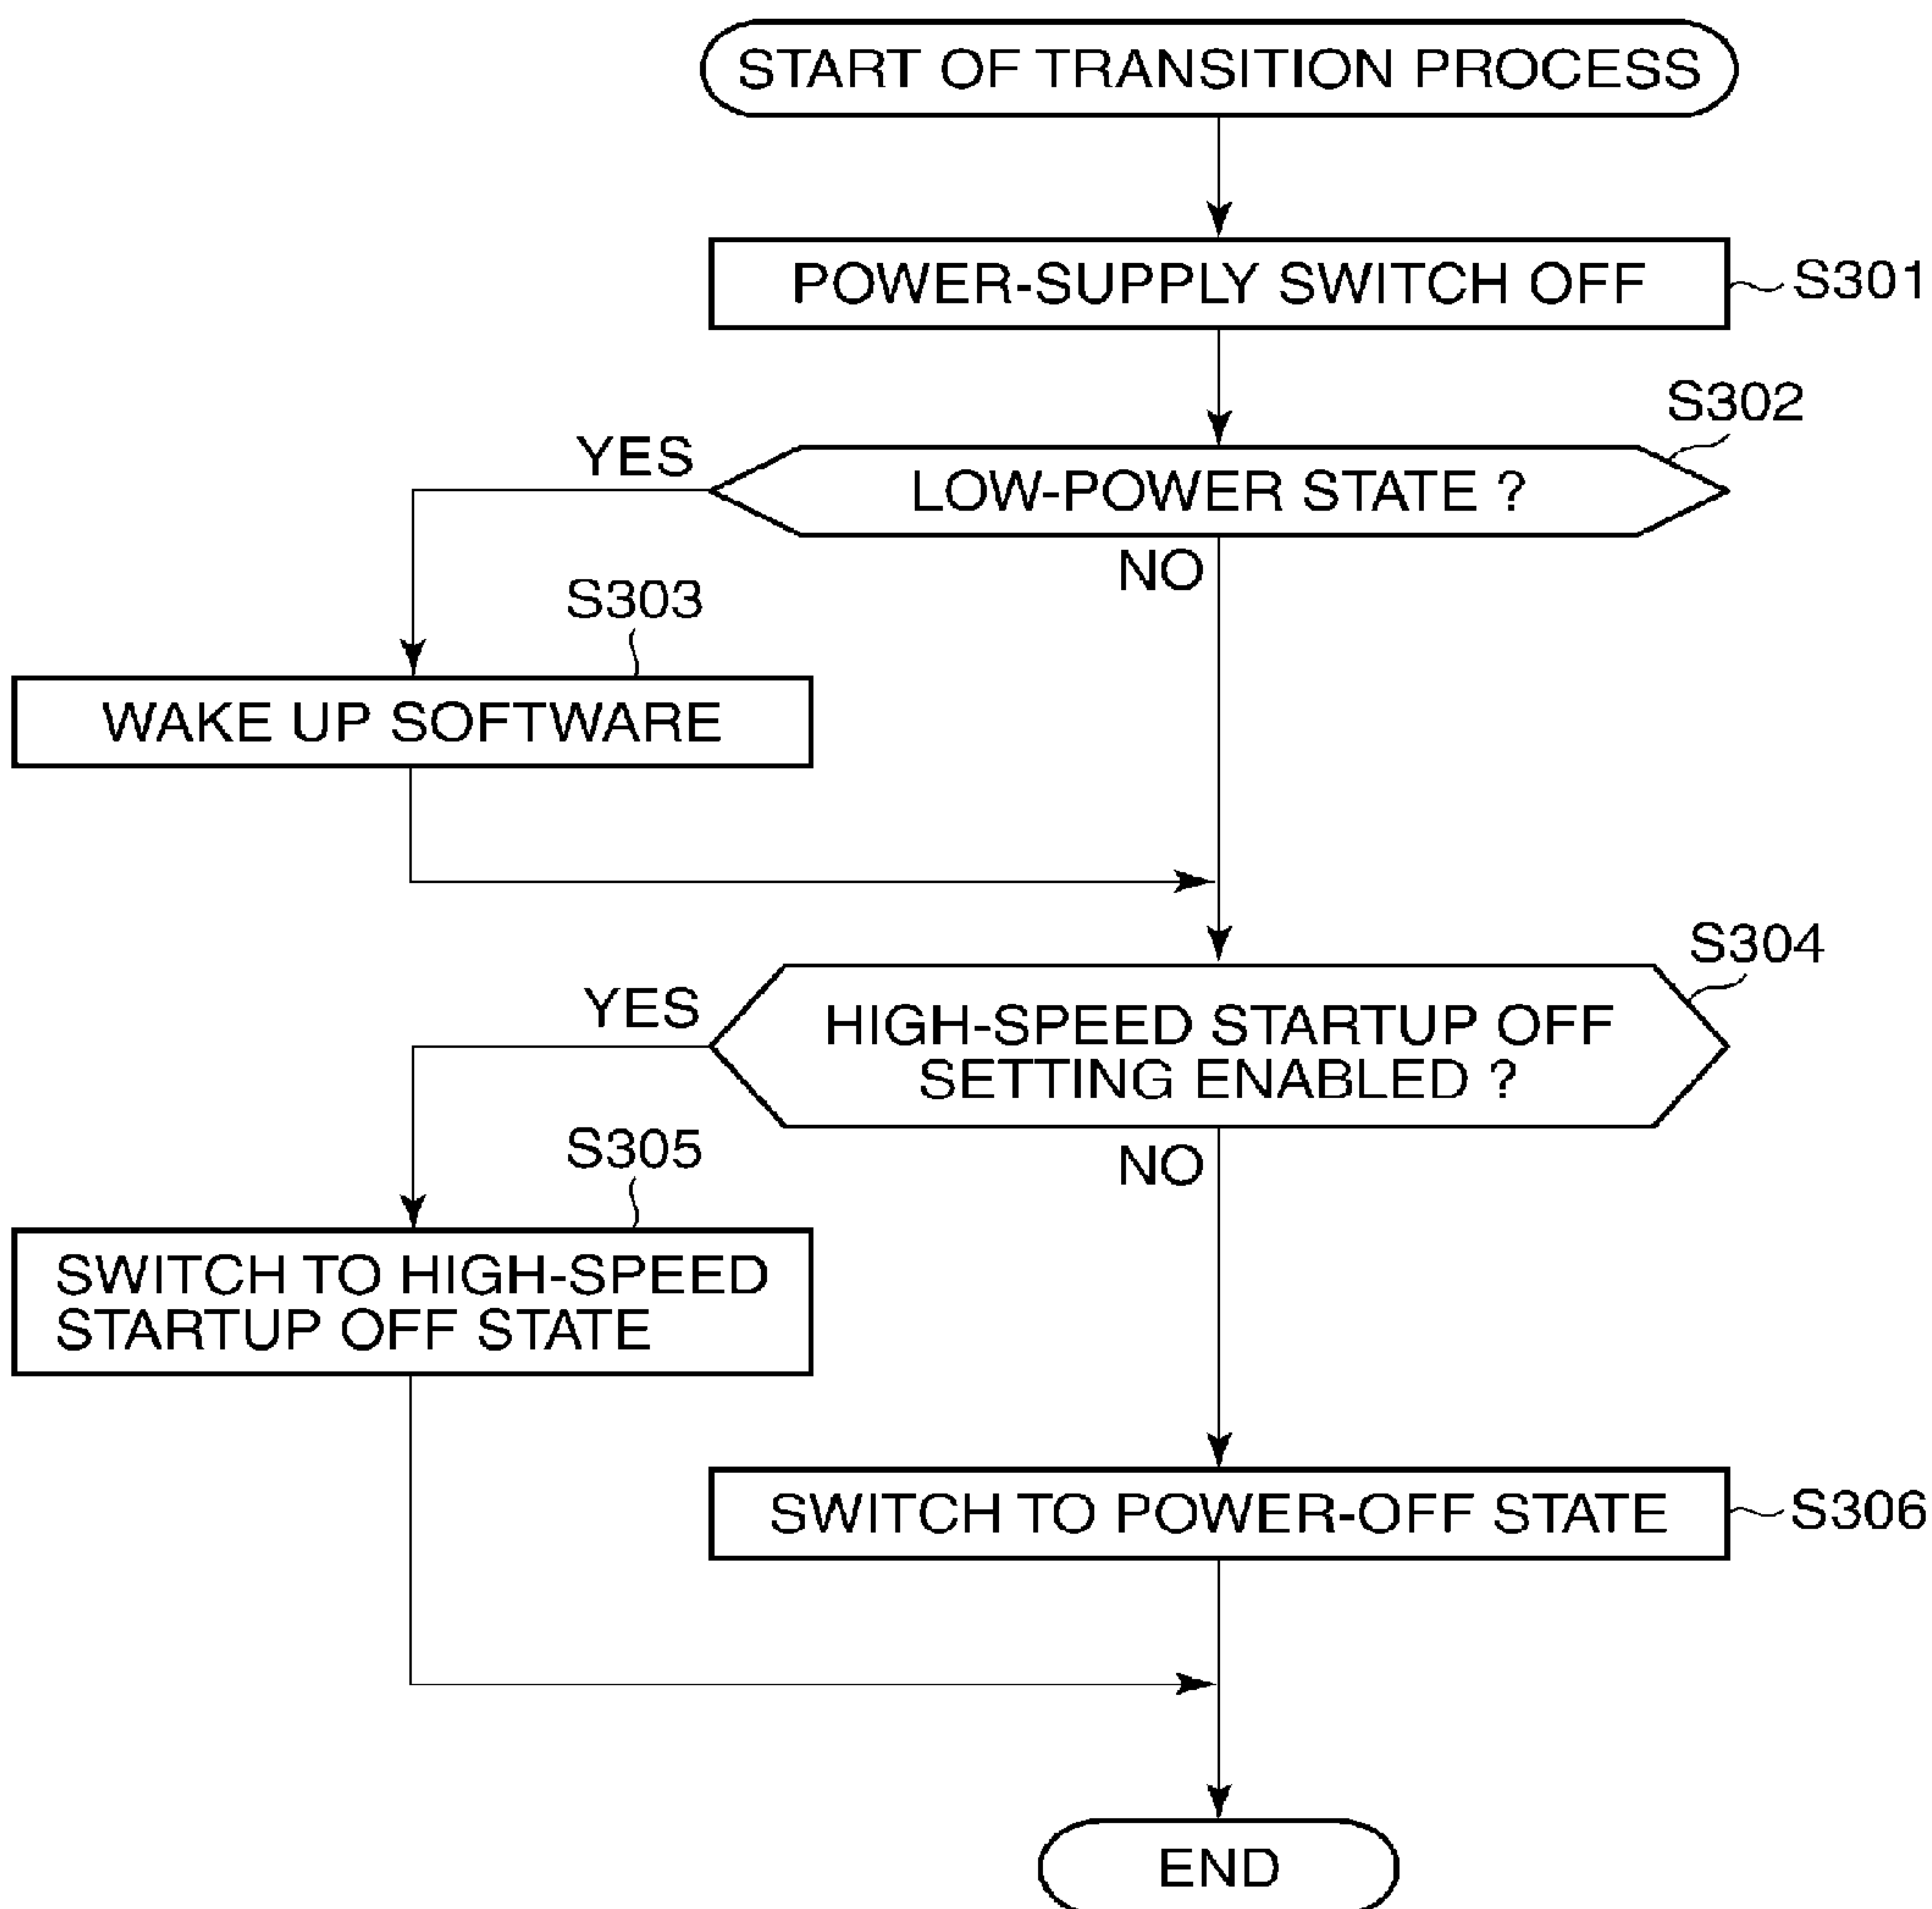 START OF TRANSITION PROCESS
POWER-SUPPLY SWITCH OFF
S301
S302
YES
LOW-POWER STATE ?
NO
S303
WAKE UP SOFTWARE
S304
YES
HIGH-SPEED STARTUP OFF
SETTING ENABLED ?
NO
S305
SWITCH TO HIGH-SPEED
STARTUP OFF STATE
SWITCH TO POWER-OFF STATE
S306
END